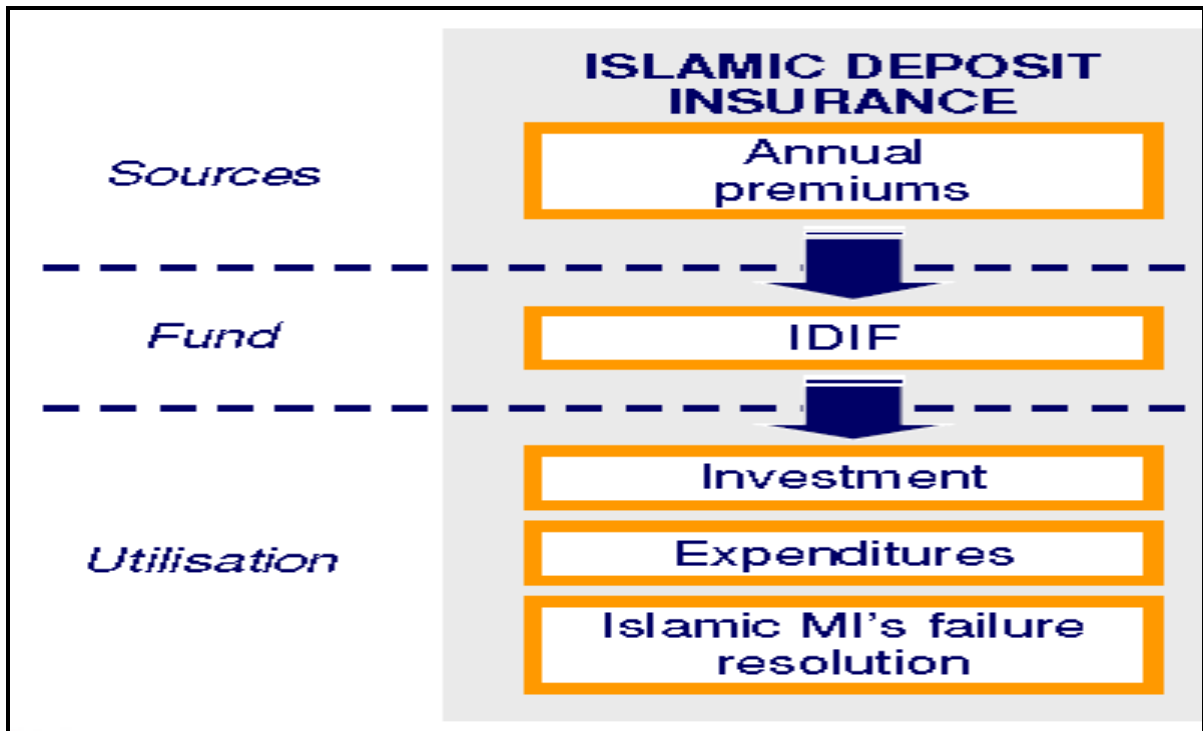 ISLAMIC DEPOSIT
INSURANCE
Sources
Annual
premiums
Fund
IDIF
Utilisation
Investment
Expenditures
Islamic MI's failure
resolution